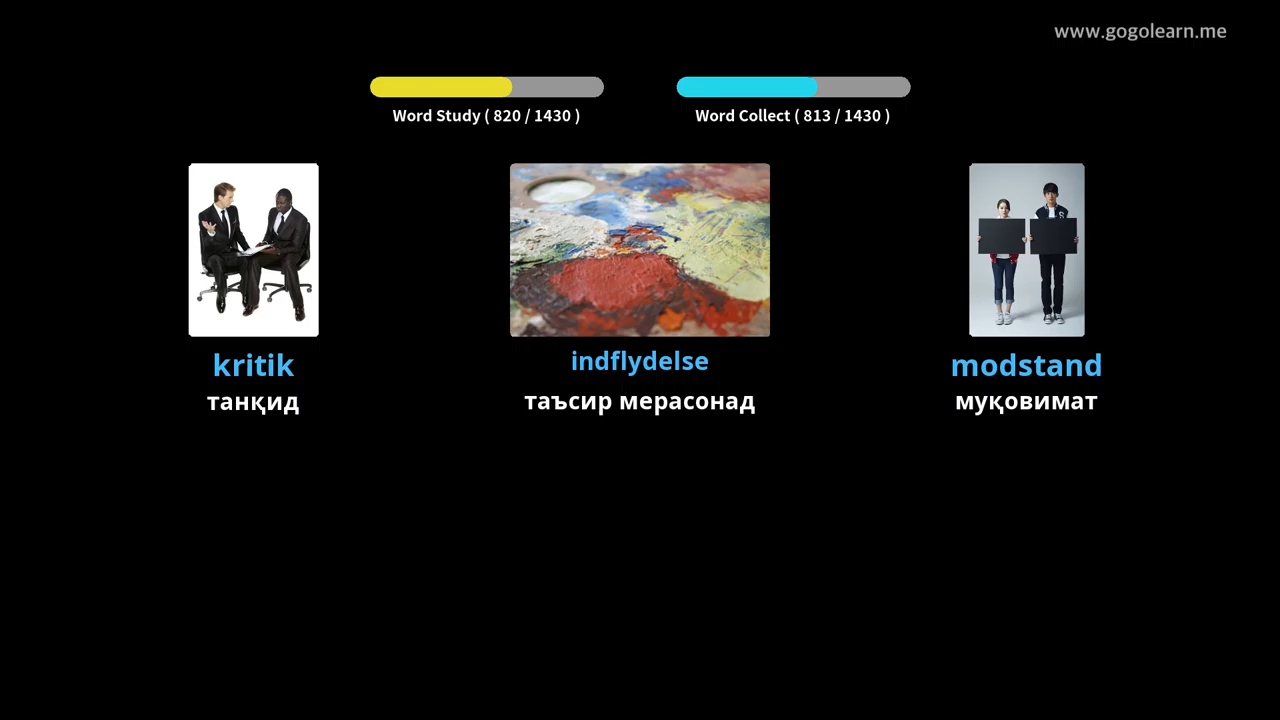 www.gogolearn.me
Word Study ( 820 / 1430 )
Word Collect ( 813 / 1430 )
kritik
танқид
indflydelse
таъсир мерасонад
modstand
муқовимат